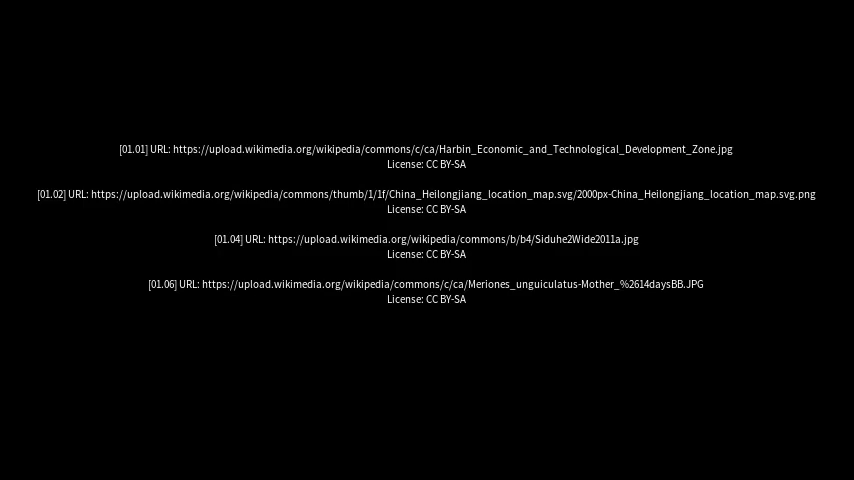 [01.01] URL: https://upload.wikimedia.org/wikipedia/commons/c/ca/Harbin_Economic_and_Technological_Development_Zone.jpg
License: CC BY-SA
[01.02] URL: https://upload.wikimedia.org/wikipedia/commons/thumb/1/1f/China_Heilongjiang_location_map.svg/2000px-China_Heilongjiang_location_map.svg.png
License: CC BY-SA
[01.04] URL: https://upload.wikimedia.org/wikipedia/commons/b/b4/Siduhe2Wide2011a.jpg
License: CC BY-SA
[01.06] URL: https://upload.wikimedia.org/wikipedia/commons/c/ca/Meriones_unguiculatus-Mother_%2614daysBB.JPG
License: CC BY-SA